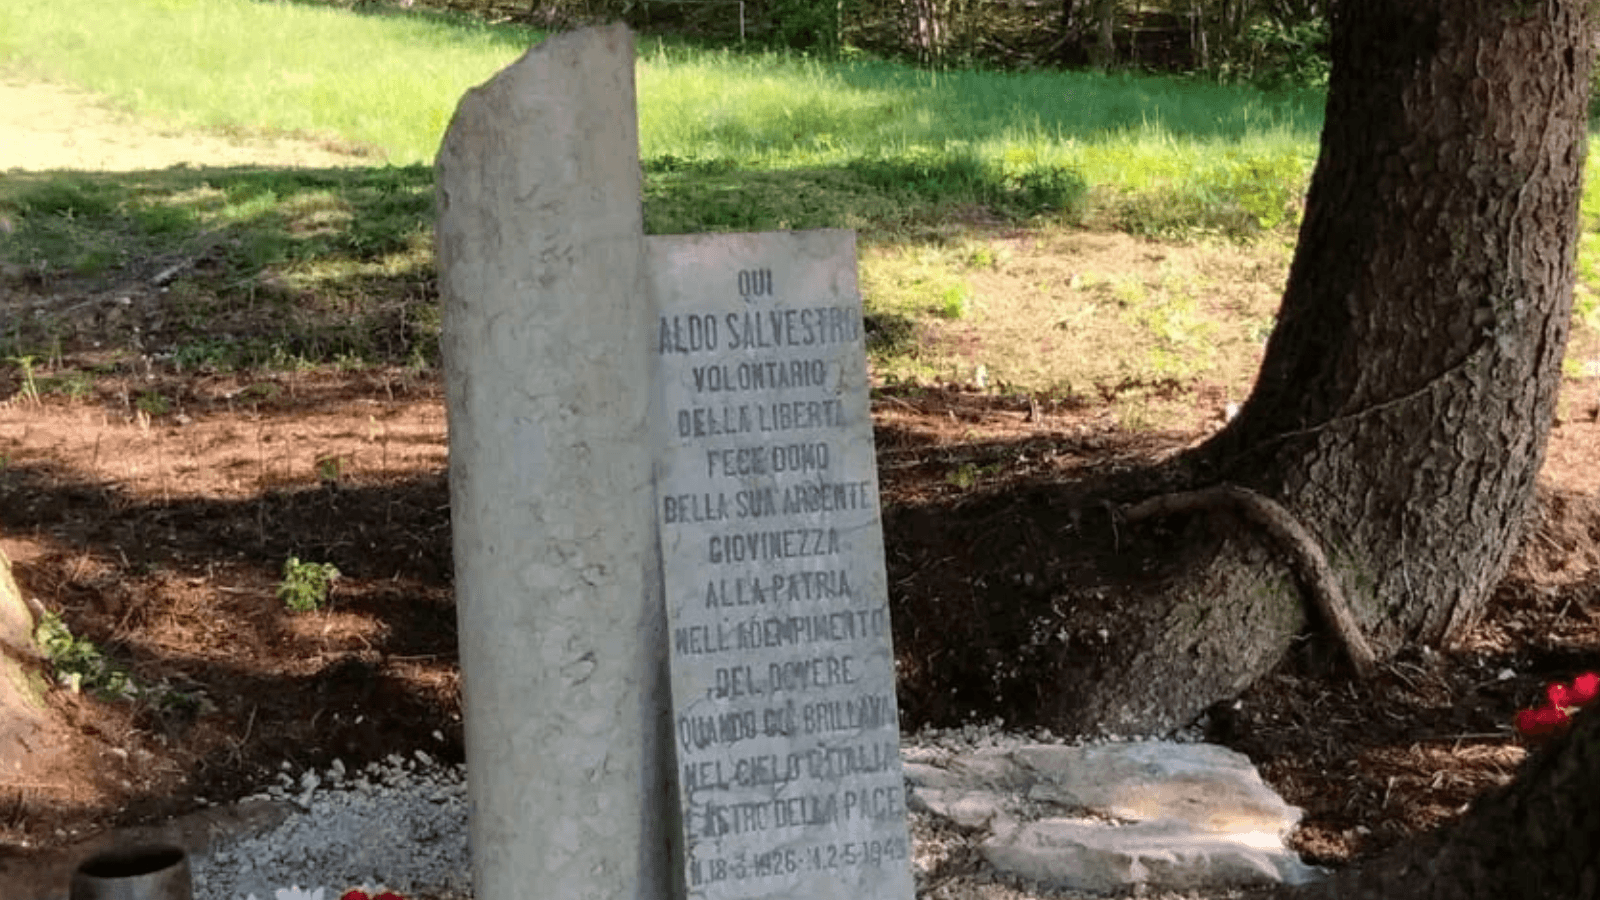 QUI
ALDO SALVESTRO
VOLONTARIO
DELLA LIBERTÀ
FECE DONO
DELLA SUA ARDENTE
GIOVINEZZA
ALLA PATRIA
NELL'ADEMPIMENTO
DEL DOVERE
QUANDO GIÀ BRILLAVA
NEL CIELO D'ITALIA
L'ASTRO DELLA PACE
N.18-3-1926-M.2-5-1945